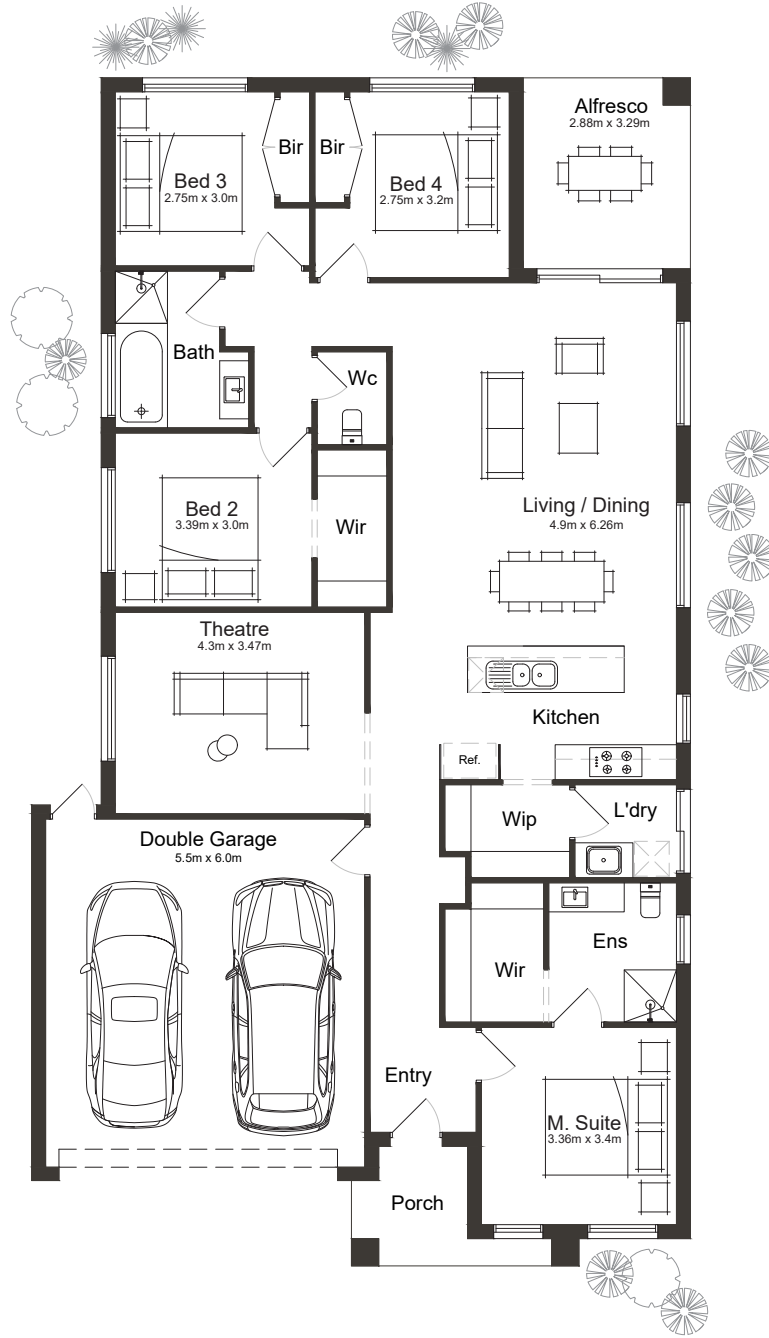 Alfresco
2.88m x 3.29m
Bir
Bir
Bed 3
2.75m x 3.0m
Bed 4
2.75m x 3.2m
Bath
Wc
Bed 2
3.39m x 3.0m
Living / Dining
4.9m x 6.26m
Wir
Theatre
4.3m x 3.47m
Kitchen
Ref.
Wip
L'dry
Double Garage
5.5m x 6.0m
Ens
Wir
Entry
M. Suite
3.36m x 3.4m
Porch